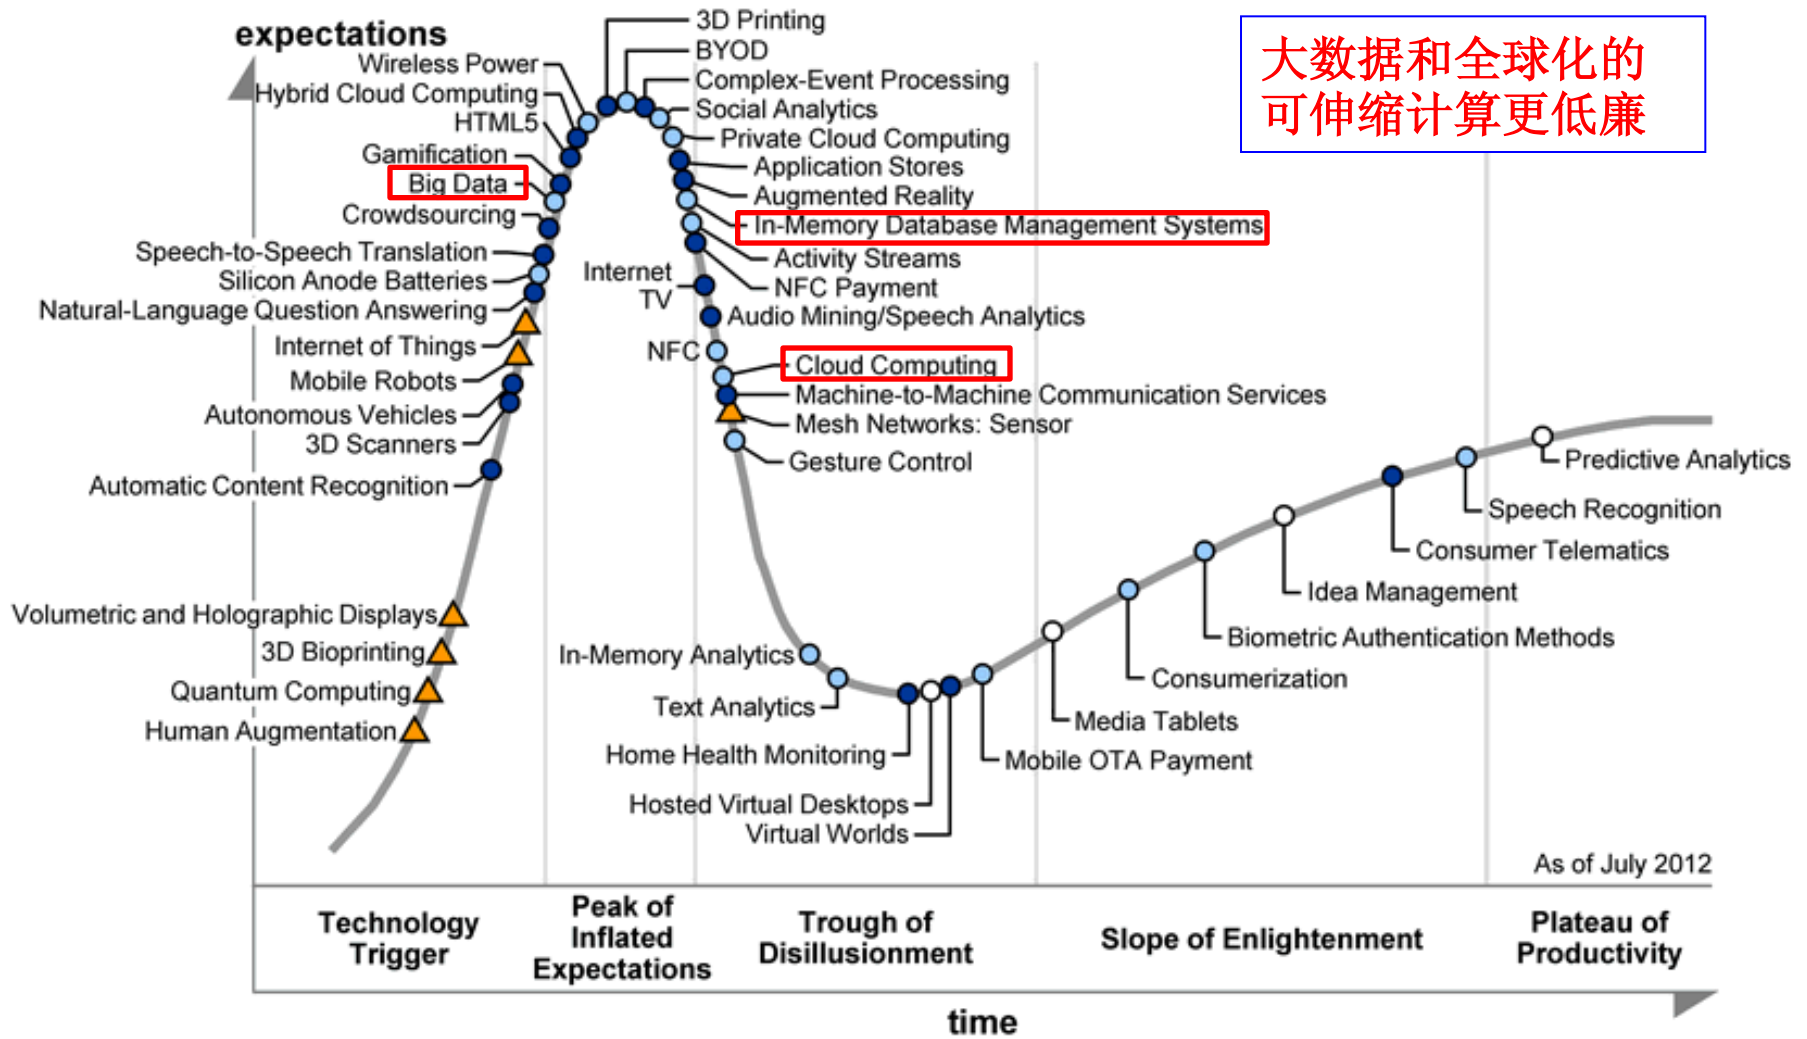 expectations
大数据和全球化的
可伸缩计算更低廉
3D Printing
BYOD
Wireless Power
Complex-Event Processing
Hybrid Cloud Computing
Social Analytics
HTML5
Private Cloud Computing
Gamification
Application Stores
Big Data
Augmented Reality
Crowdsourcing
In-Memory Database Management Systems
Speech-to-Speech Translation
Activity Streams
Silicon Anode Batteries
Internet
TV
NFC Payment
Natural-Language Question Answering
Audio Mining/Speech Analytics
Internet of Things
NFC
Cloud Computing
Mobile Robots
Machine-to-Machine Communication Services
Autonomous Vehicles
Mesh Networks: Sensor
3D Scanners
Gesture Control
Automatic Content Recognition
Predictive Analytics
Speech Recognition
Consumer Telematics
Idea Management
Volumetric and Holographic Displays
Biometric Authentication Methods
3D Bioprinting
In-Memory Analytics
Consumerization
Quantum Computing
Text Analytics
Media Tablets
Human Augmentation
Home Health Monitoring
Mobile OTA Payment
Hosted Virtual Desktops
Virtual Worlds
As of July 2012
Technology
Trigger
Peak of
Inflated
Expectations
Trough of
Disillusionment
Slope of Enlightenment
Plateau of
Productivity
time